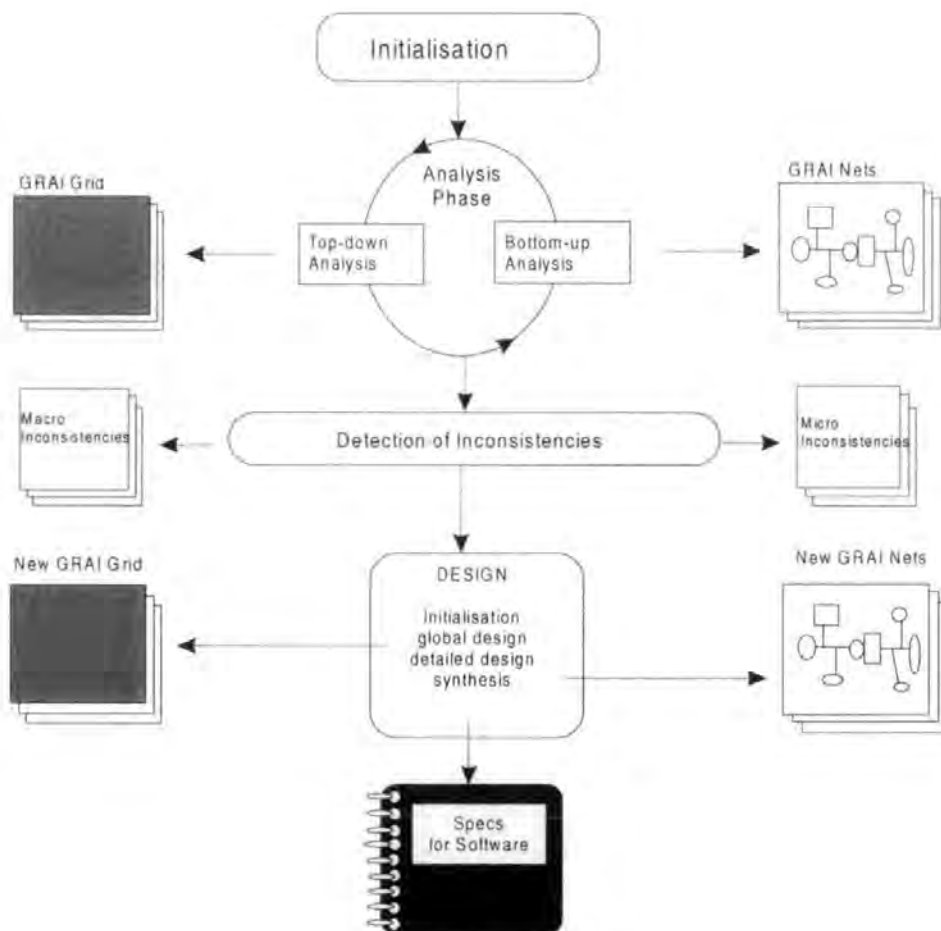 Initialisation
GRAI Grid
Analysis
Phase
GRAI Nets
Top-down
Analysis
Bottom-up
Analysis
Macro
Inconsistencies
Detection of Inconsistencies
Micro
Inconsistencies
New GRAI Grid
DESIGN
Initialisation
global design
detailed design
synthesis
New GRAI Nets
Specs
for Software